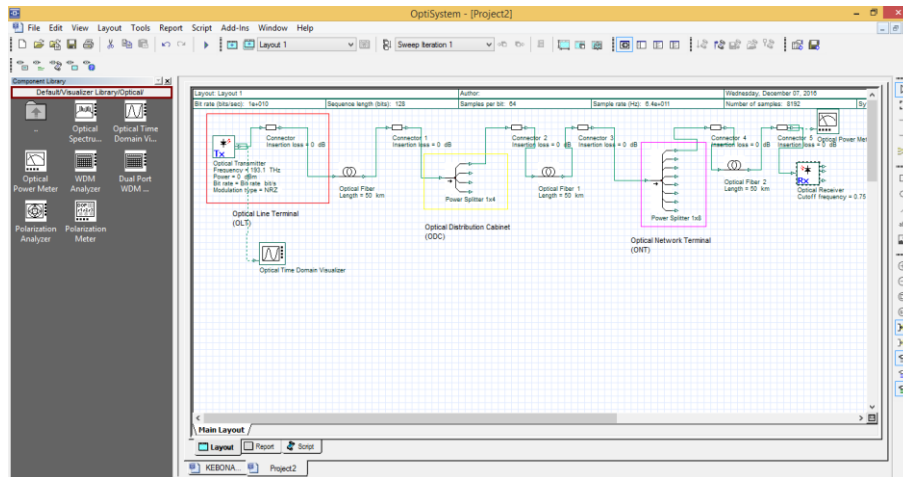 OptiSystem - [Project2]
File Edit View Layout Tools Report Script Add-Ins Window Help
Layout 1
Sweep Iteration 1
Component Library
Default/Visualizer Library/Optical/
..
Optical Spectru...
Optical Time Domain Vi...
Optical Power Meter
WDM Analyzer
Dual Port WDM ...
Polarization Analyzer
Polarization Meter
Layout: Layout 1
Author:
Wednesday, December 07, 2016
Bit rate (bits/sec): 1e+010
Sequence length (bits): 128
Samples per bit: 64
Sample rate (Hz): 6.4e+011
Number of samples: 8192
Sy
Tx
Optical Transmitter
Frequency = 193.1 THz
Power = 0 dBm
Bit rate = Bit rate bit/s
Modulation type = NRZ
Connector
Insertion loss = 0 dB
Optical Line Terminal
(OLT)
Optical Time Domain Visualizer
Optical Fiber
Length = 50 km
Connector 1
Insertion loss = 0 dB
Power Splitter 1x4
Optical Distribution Cabinet
(ODC)
Connector 2
Insertion loss = 0 dB
Optical Fiber 1
Length = 50 km
Connector 3
Insertion loss = 0 dB
Power Splitter 1x8
Optical Network Terminal
(ONT)
Connector 4
Insertion loss = 0 dB
Optical Fiber 2
Length = 50 km
Connector 5
Insertion loss = 0 dB
Optical Power Met
Rx
Optical Receiver
Cutoff frequency = 0.75
Main Layout
Layout
Report
Script
KEBONA...
Project2